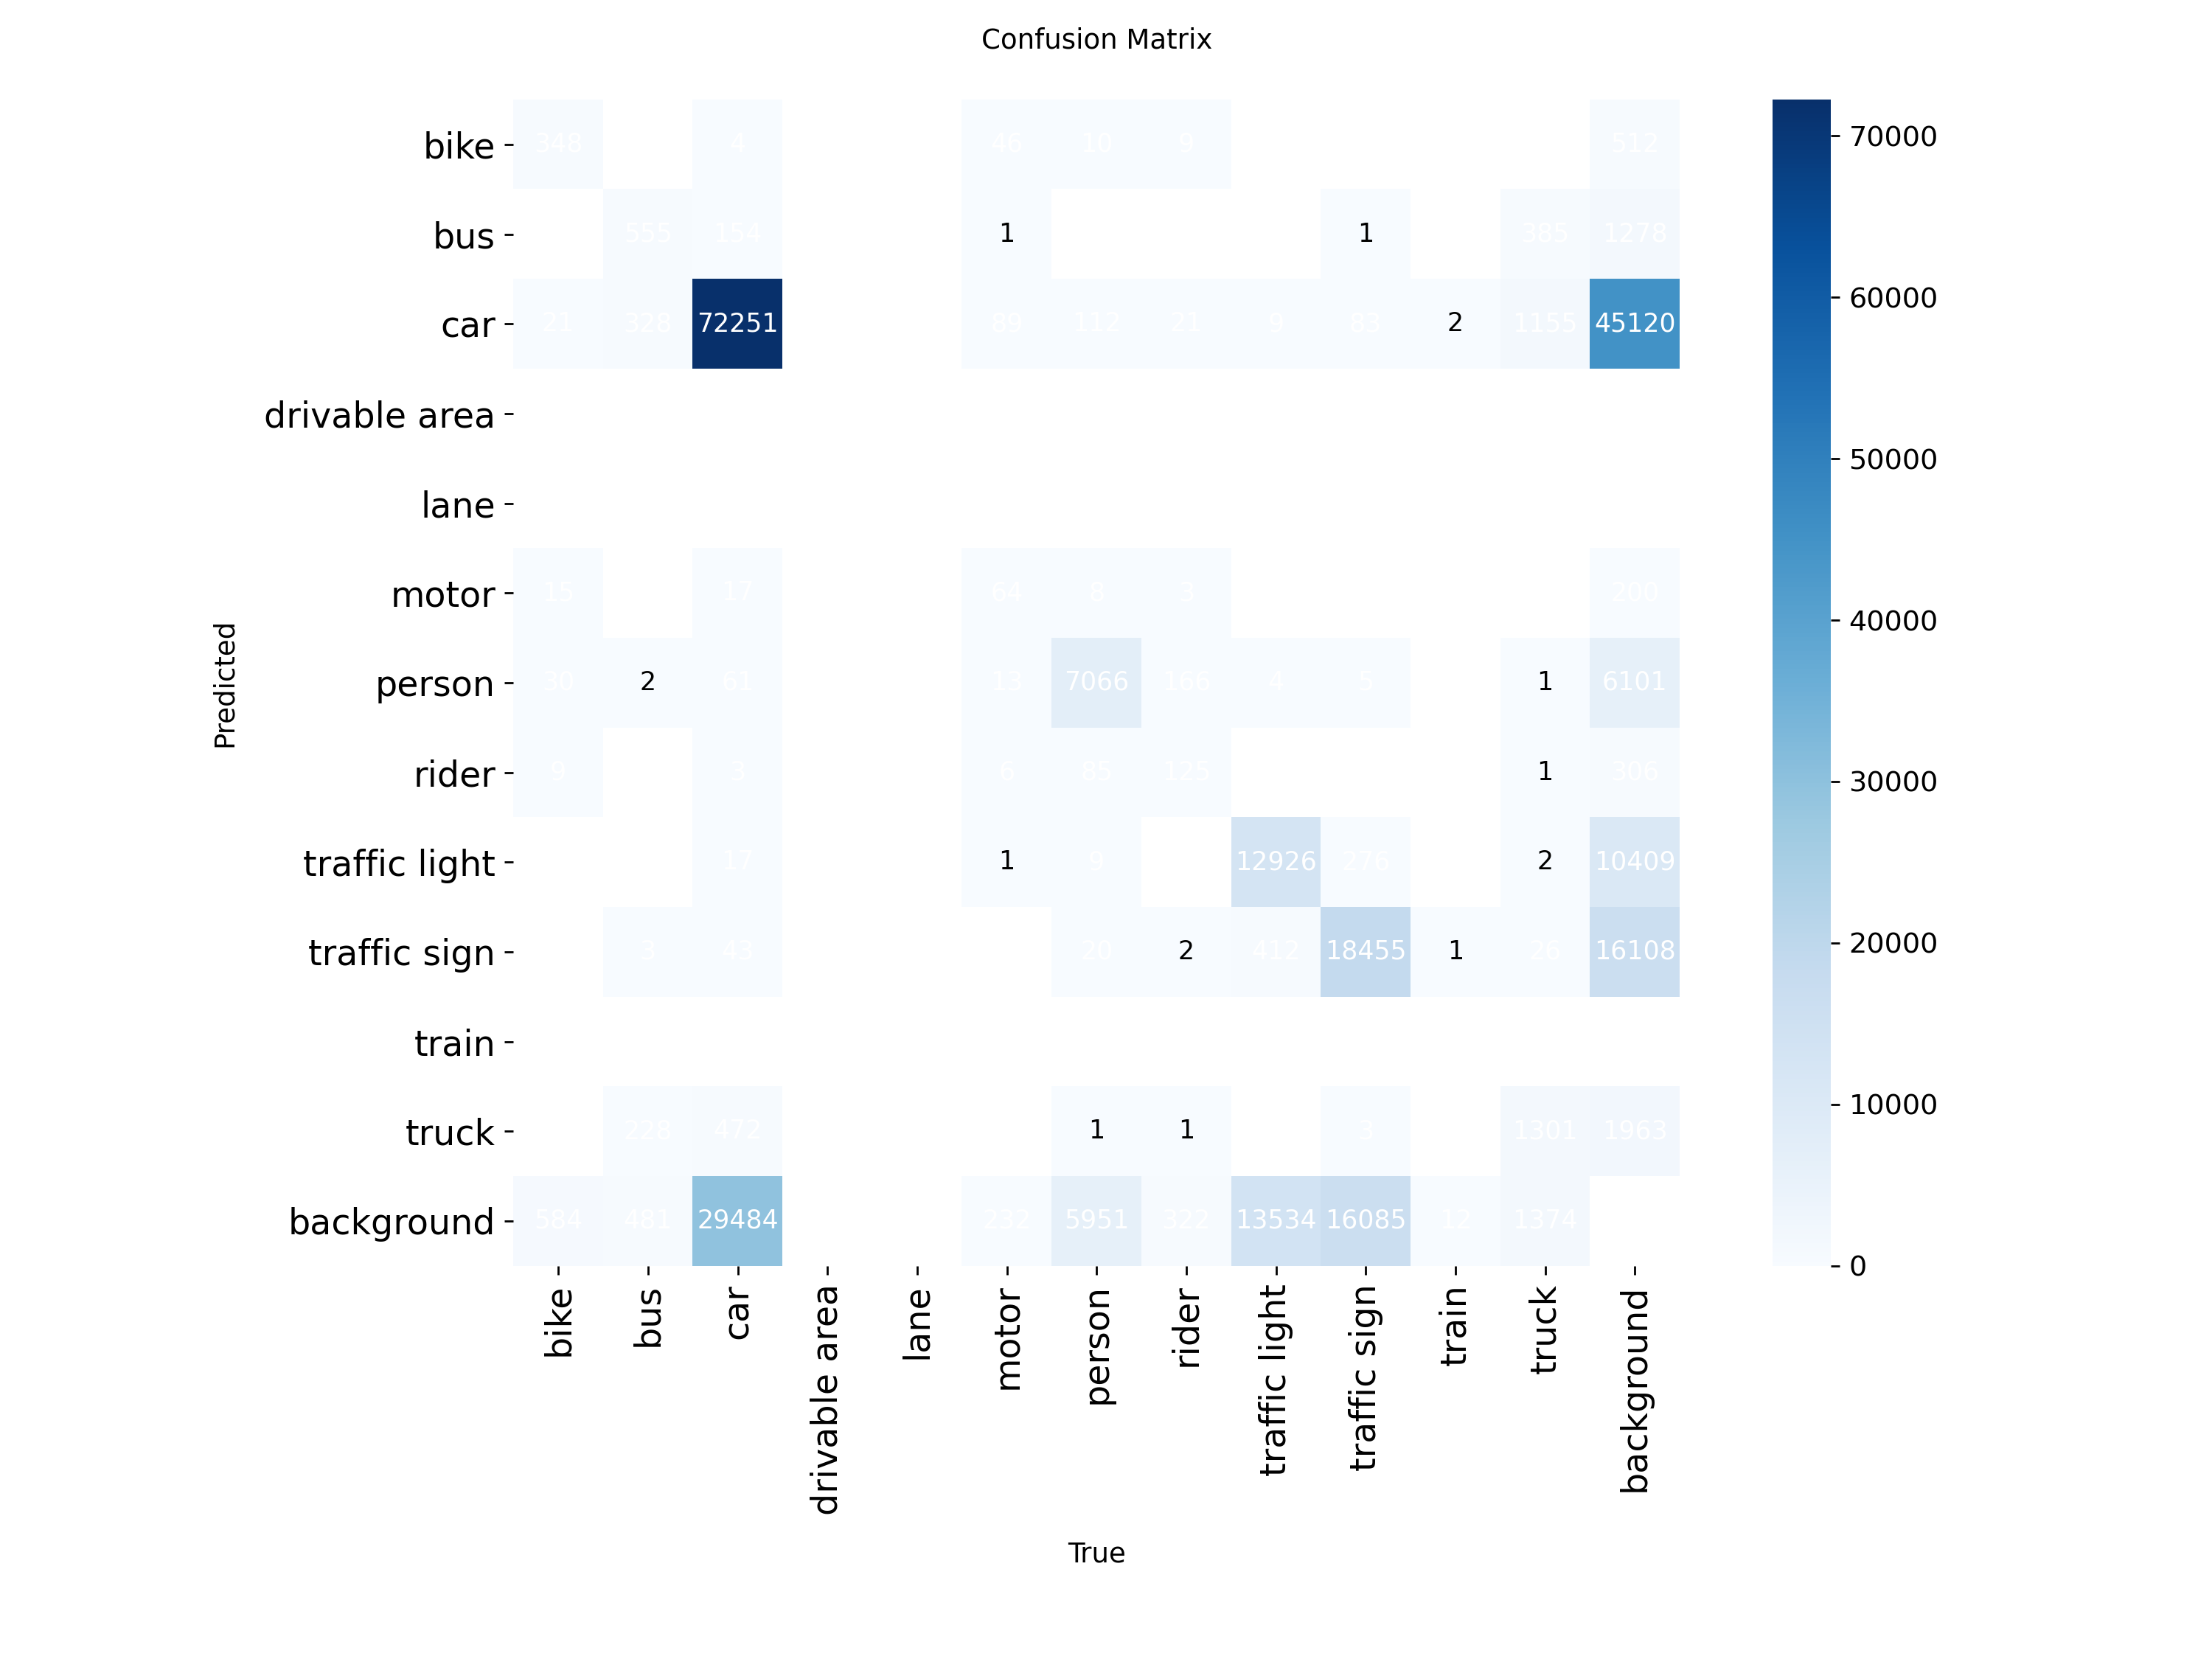 Confusion Matrix
bike 348 4 46 10 9 512
bus 555 154 1 1 385 1278
car 21 328 72251 89 112 21 9 83 2 1155 45120
drivable area
lane
motor 15 17 64 8 3 200
person 30 2 61 13 7066 166 4 5 1 6101
rider 9 3 6 85 125 1 306
traffic light 17 1 9 12926 276 2 10409
traffic sign 3 43 20 2 412 18455 1 26 16108
train
truck 228 472 1 1 3 1301 1963
background 584 481 29484 232 5951 322 13534 16085 12 1374
bike bus car drivable area lane motor person rider traffic light traffic sign train truck background
Predicted
True
70000
60000
50000
40000
30000
20000
10000
0